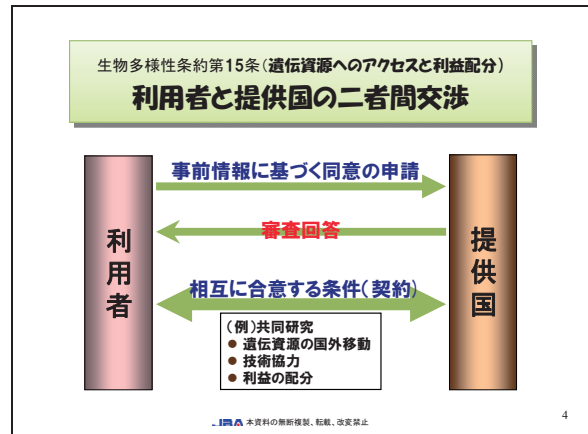 生物多様性条約第15条(遺伝資源へのアクセスと利益配分)
利用者と提供国の二者間交渉
利用者
事前情報に基づく同意の申請
審査回答
相互に合意する条件(契約)
(例)共同研究
● 遺伝資源の国外移動
● 技術協力
● 利益の配分
提供国
JBA 本資料の無断複製、転載、改変禁止
4